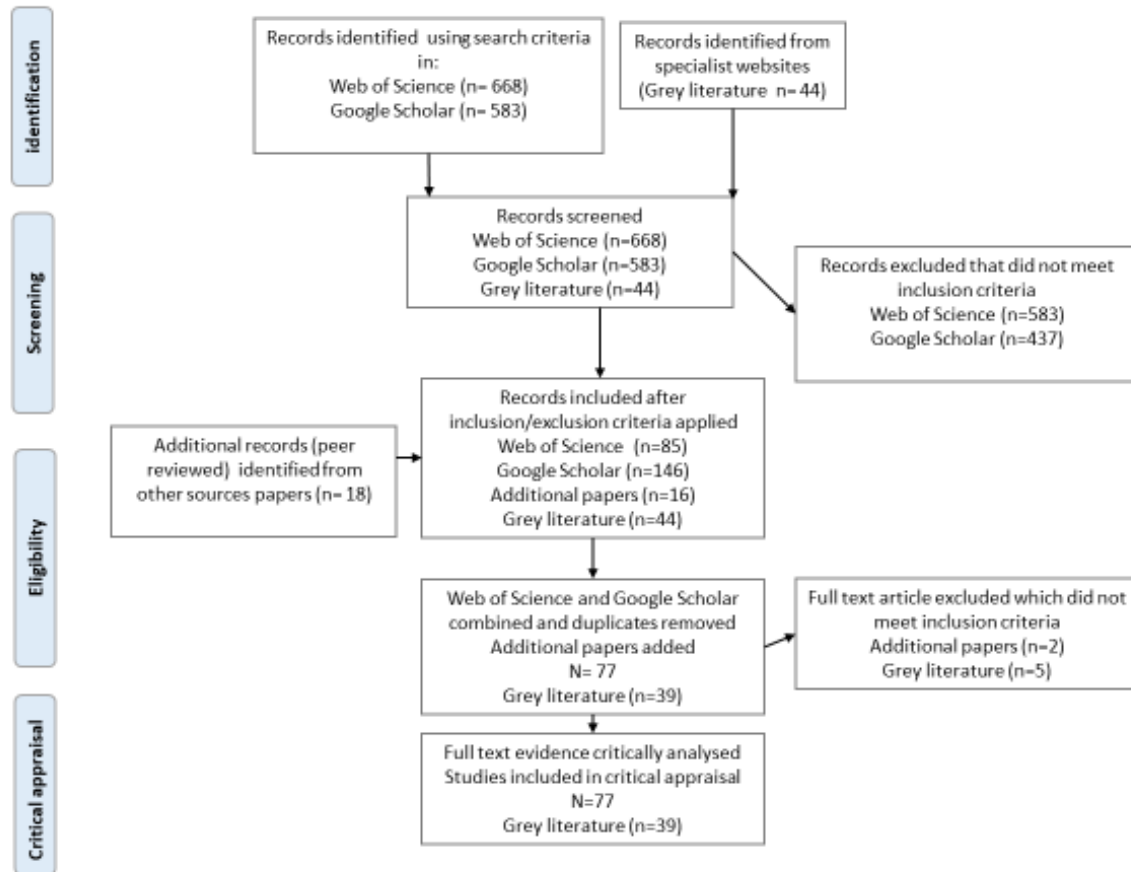 identification
Records identified using search criteria
in:
Web of Science (n= 668)
Google Scholar (n= 583)
Records identified from
specialist websites
(Grey literature n= 44)
Screening
Records screened
Web of Science (n=668)
Google Scholar (n=583)
Grey literature (n=44)
Records excluded that did not meet
inclusion criteria
Web of Science (n=583)
Google Scholar (n=437)
Eligibility
Additional records (peer
reviewed) identified from
other sources papers (n= 18)
Records included after
inclusion/exclusion criteria applied
Web of Science (n=85)
Google Scholar (n=146)
Additional papers (n=16)
Grey literature (n=44)
Web of Science and Google Scholar
combined and duplicates removed
Additional papers added
N= 77
Grey literature (n=39)
Full text article excluded which did not
meet inclusion criteria
Additional papers (n=2)
Grey literature (n=5)
Critical appraisal
Full text evidence critically analysed
Studies included in critical appraisal
N=77
Grey literature (n=39)